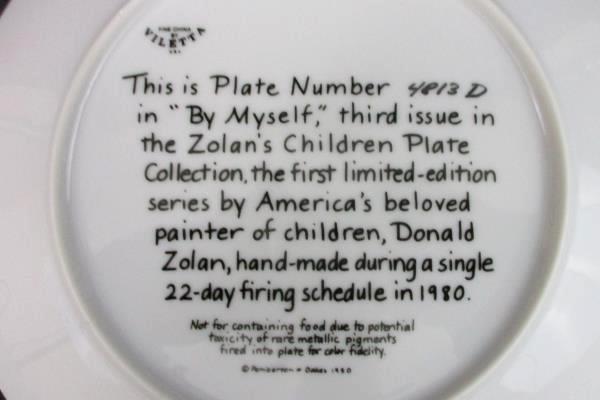 FINE CHINA
BY
VILETTA
U.S.A.
This is Plate Number 4813 D
in "By Myself," third issue in
the Zolan's Children Plate
Collection, the first limited-edition
series by America's beloved
painter of children, Donald
Zolan, hand-made during a single
22-day firing schedule in 1980.
Not for containing food due to potential
toxicity of rare metallic pigments
fired into plate for color fidelity.
© Pemberton & Oakes 1980